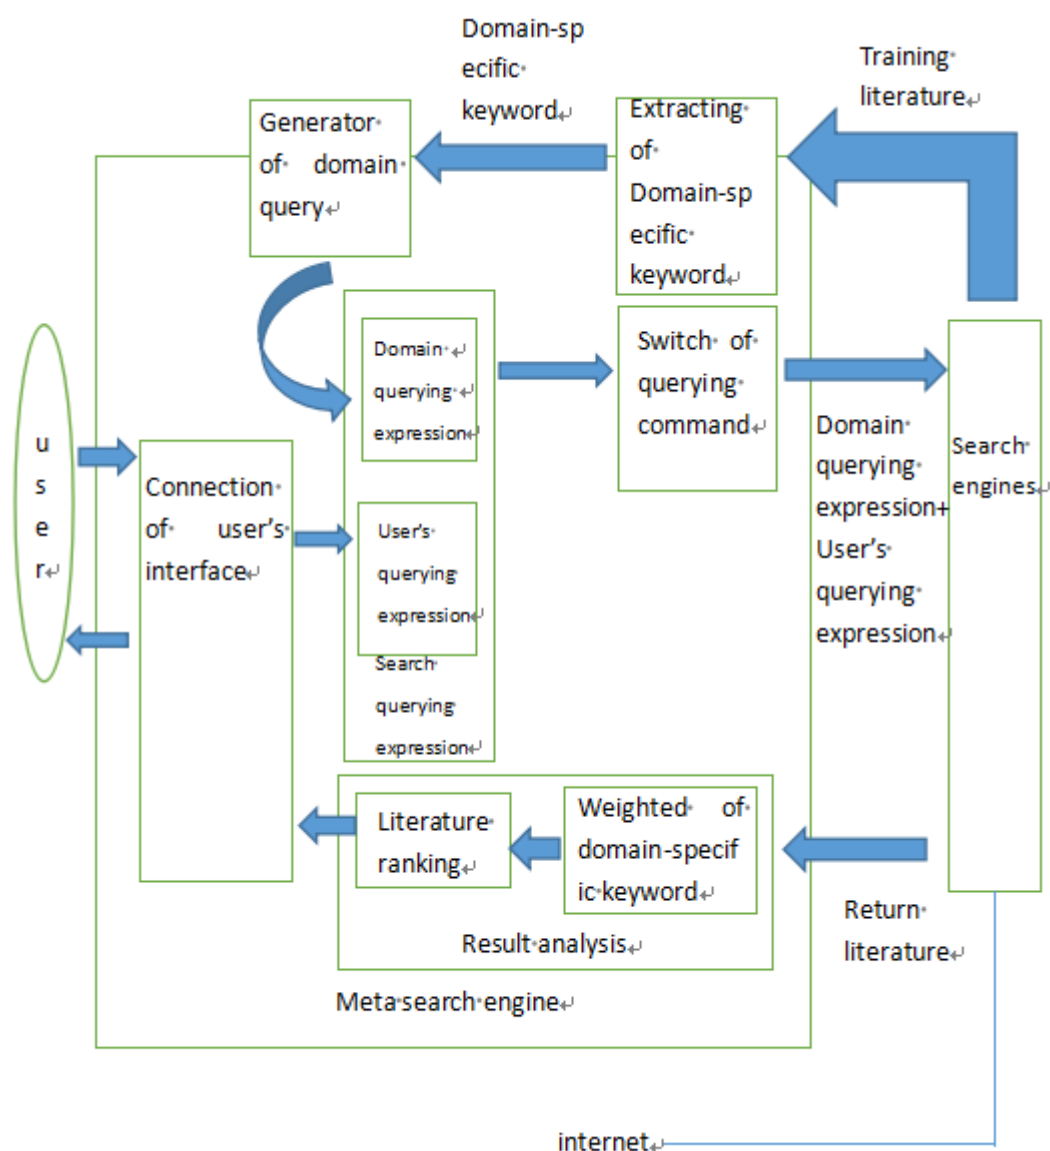 Domain-sp
ecific
keyword
Training
literature
Generator
of domain
query
Extracting
of
Domain-sp
ecific
keyword
Domain
querying
expression
Switch of
querying
command
u
s
e
r
Connection
of user's
interface
User's
querying
expression
Search
querying
expression
Domain
querying
expression+
User's
querying
expression
Search
engines
Literature
ranking
Weighted of
domain-specif
ic keyword
Result analysis
Return
literature
Meta search engine
internet